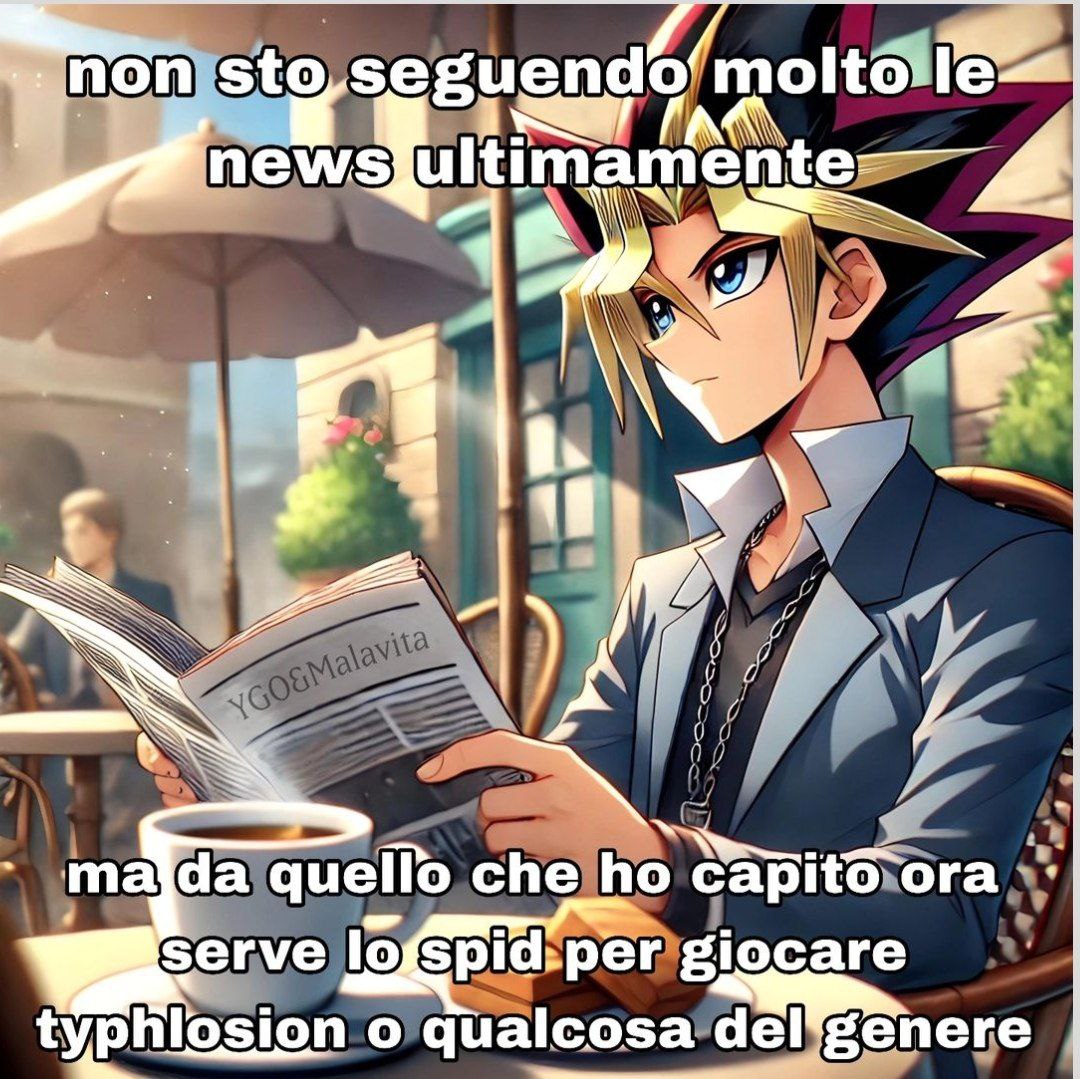 non sto seguendo molto le
news ultimamente
YGO&Malavita
ma da quello che ho capito ora
serve lo spid per giocare
typhlosion o qualcosa del genere